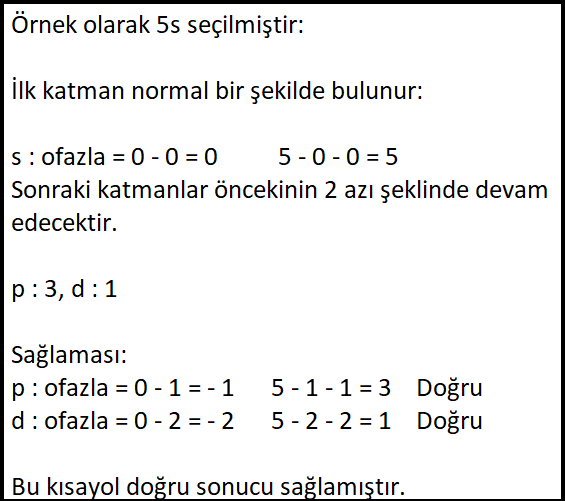 Örnek olarak 5s seçilmiştir:
İlk katman normal bir şekilde bulunur:
s : ofazla = 0 - 0 = 0 5 - 0 - 0 = 5
Sonraki katmanlar öncekinin 2 azı şeklinde devam
edecektir.
p : 3, d : 1
Sağlaması:
p : ofazla = 0 - 1 = - 1 5 - 1 - 1 = 3 Doğru
d : ofazla = 0 - 2 = - 2 5 - 2 - 2 = 1 Doğru
Bu kısayol doğru sonucu sağlamıştır.